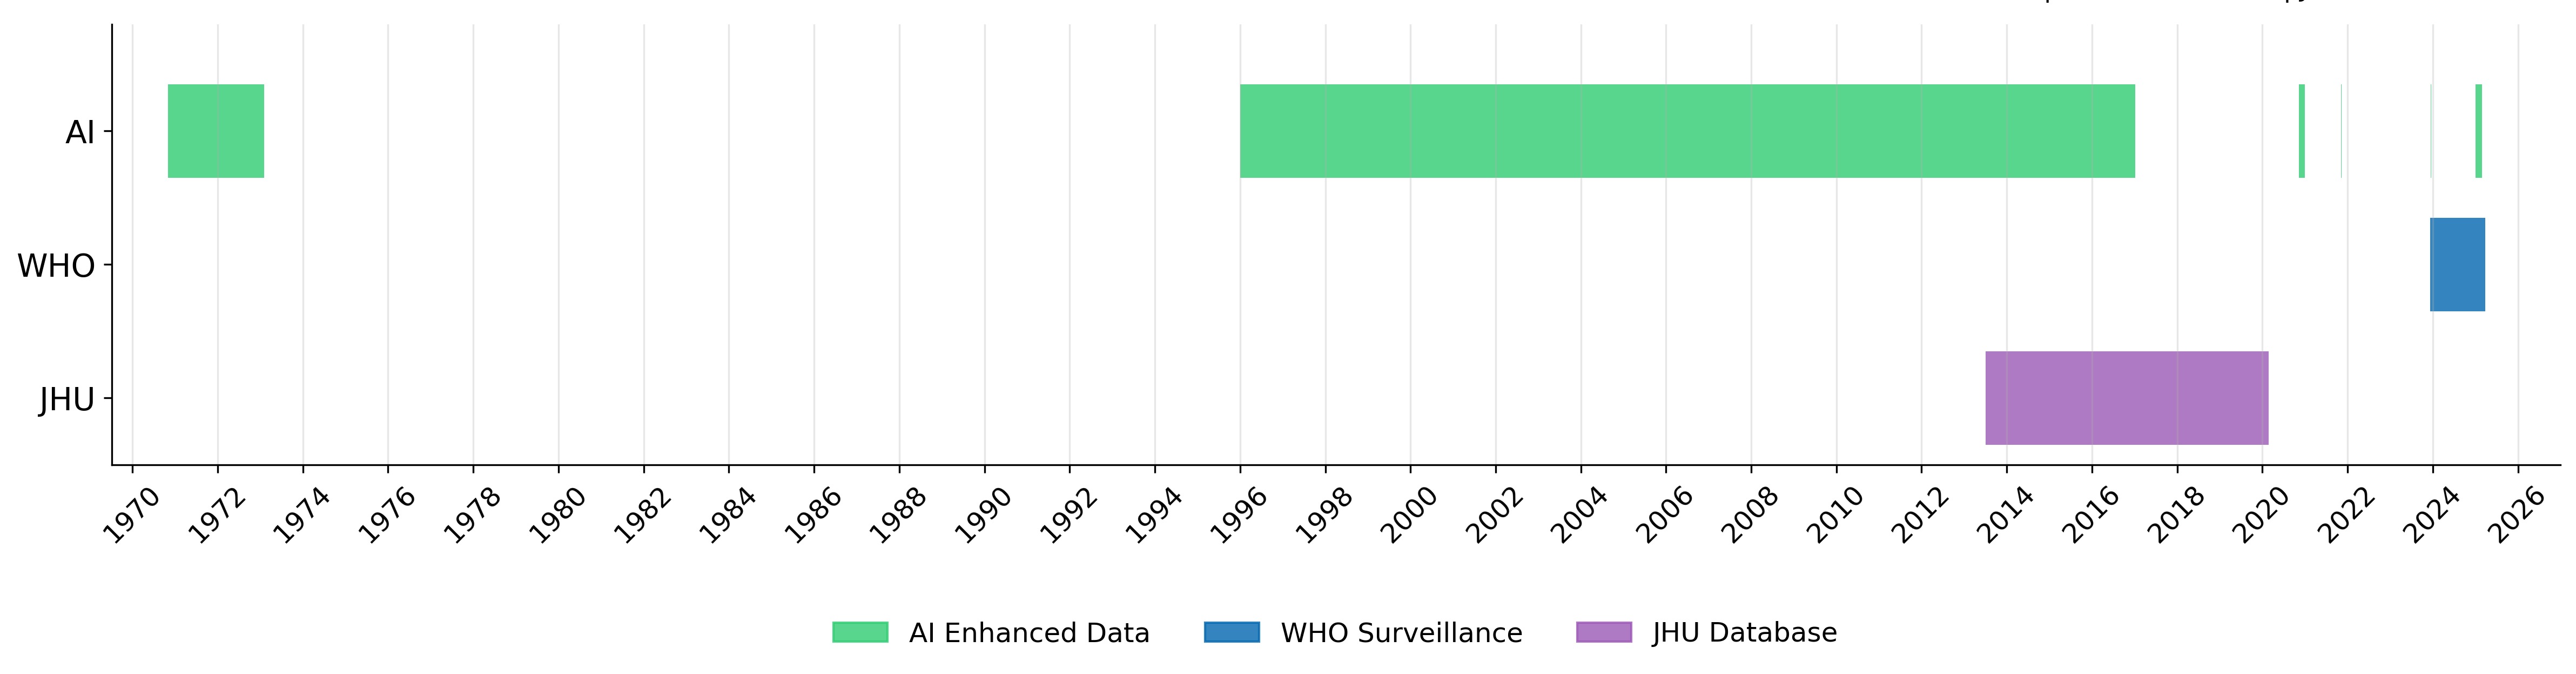 AI
WHO
JHU
1970 1972 1974 1976 1978 1980 1982 1984 1986 1988 1990 1992 1994 1996 1998 2000 2002 2004 2006 2008 2010 2012 2014 2016 2018 2020 2022 2024 2026
AI Enhanced Data WHO Surveillance JHU Database